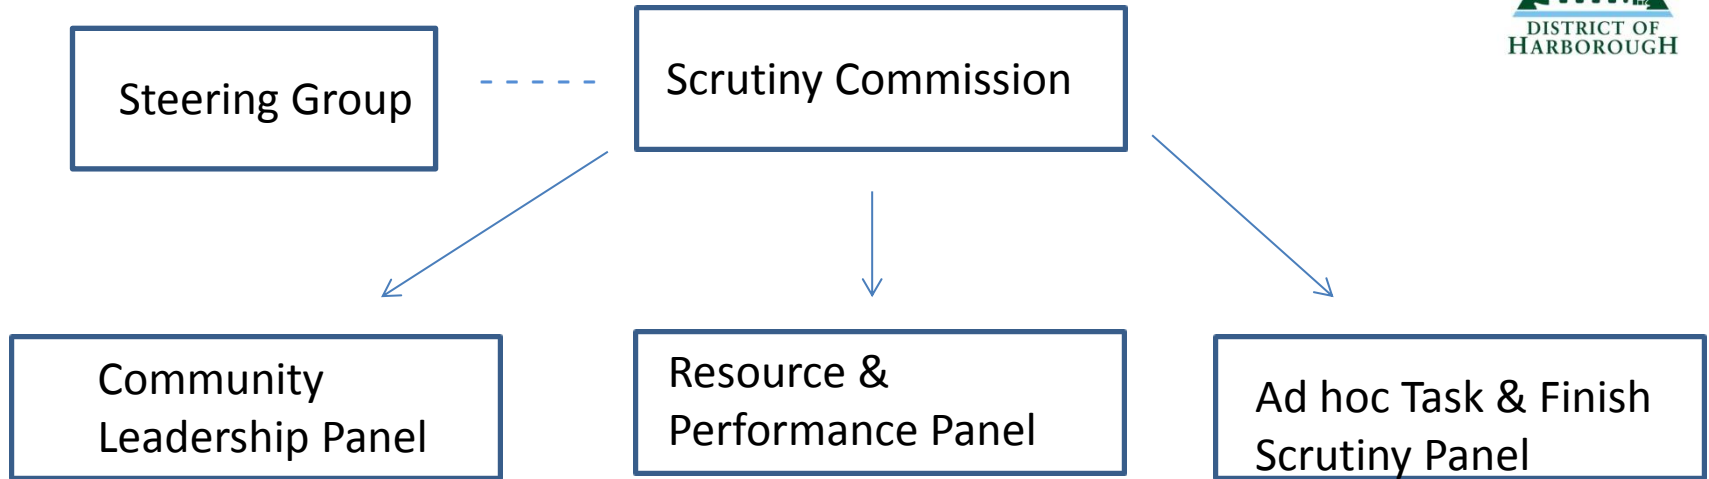 DISTRICT OF
HARBOROUGH
Steering Group
Scrutiny Commission
Community
Leadership Panel
Resource &
Performance Panel
Ad hoc Task & Finish
Scrutiny Panel